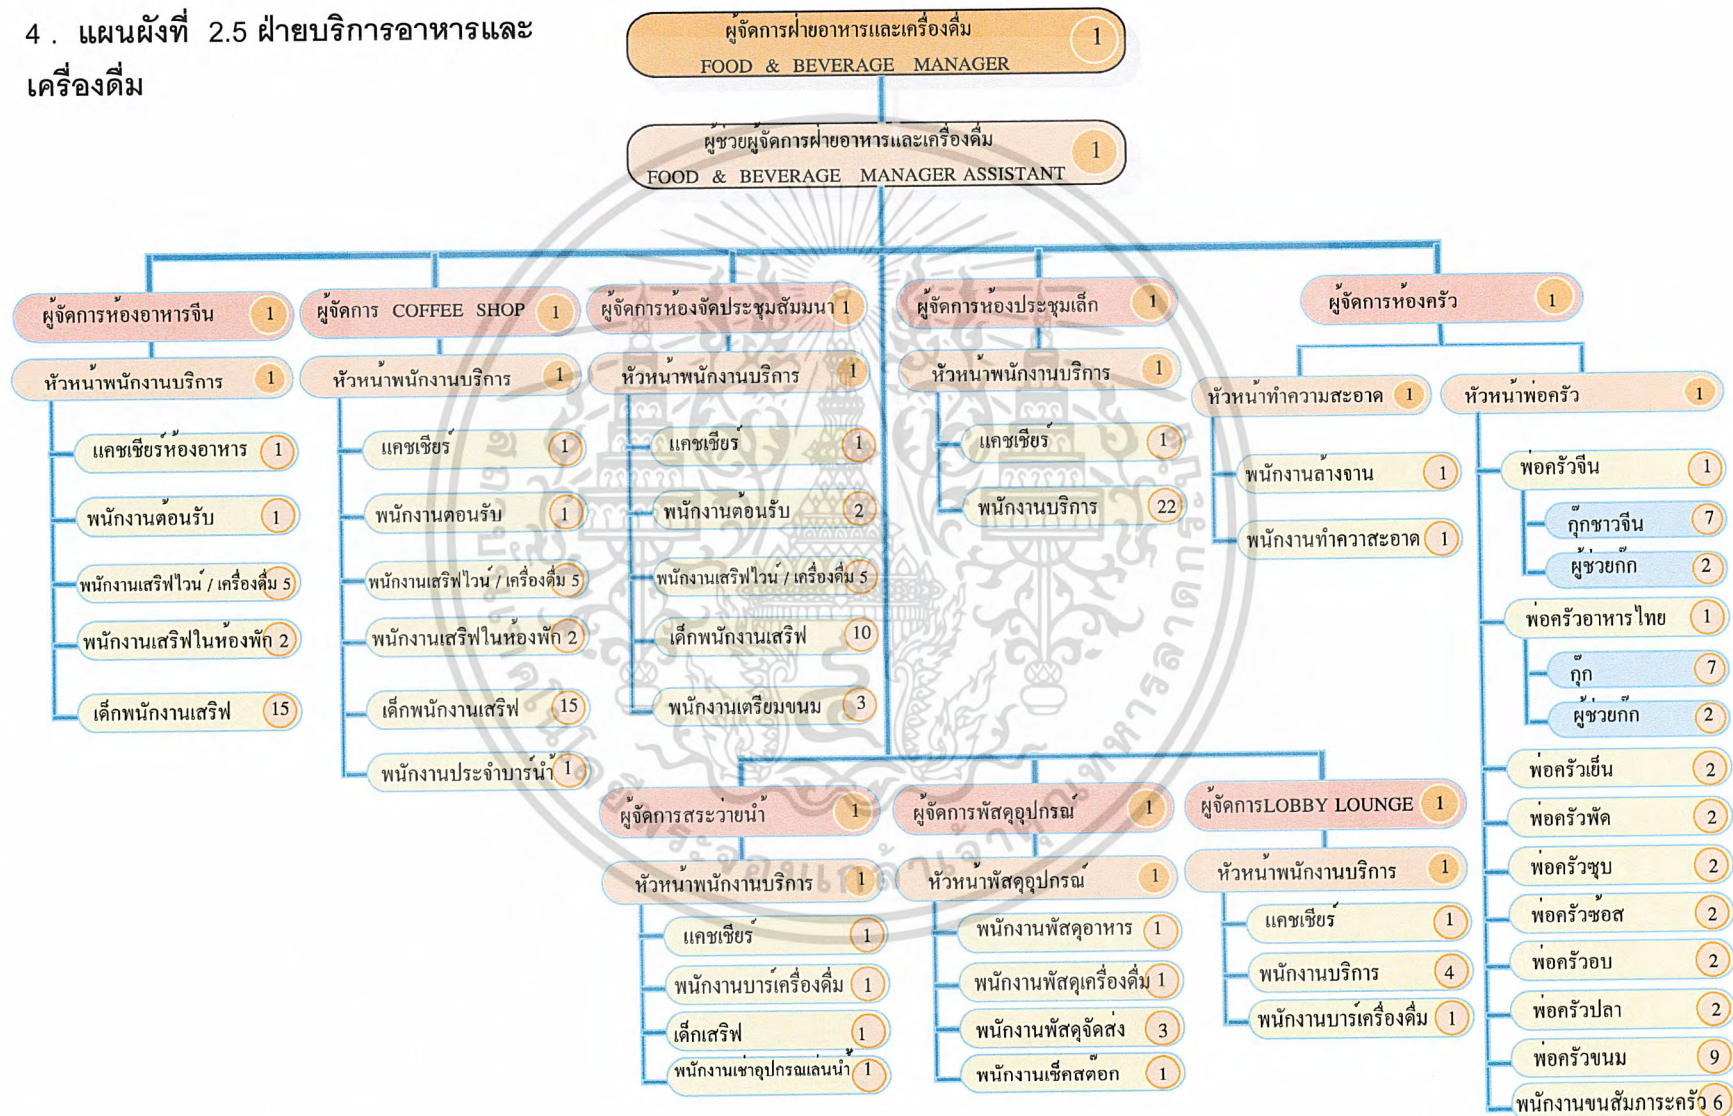 4 . แผนผังที่ 2.5 ฝ่ายบริการอาหารและ
เครื่องดื่ม
ผู้จัดการฝ่ายอาหารและเครื่องดื่ม 1
FOOD & BEVERAGE MANAGER
ผู้ช่วยผู้จัดการฝ่ายอาหารและเครื่องดื่ม 1
FOOD & BEVERAGE MANAGER ASSISTANT
ผู้จัดการห้องอาหารจีน 1
หัวหน้าพนักงานบริการ 1
แคชเชียร์ห้องอาหาร 1
พนักงานต้อนรับ 1
พนักงานเสริฟไวน์ / เครื่องดื่ม 5
พนักงานเสริฟในห้องพัก 2
เด็กพนักงานเสริฟ 15
ผู้จัดการ COFFEE SHOP 1
หัวหน้าพนักงานบริการ 1
แคชเชียร์ 1
พนักงานตอนรับ 1
พนักงานเสริฟไวน์ / เครื่องดื่ม 5
พนักงานเสริฟในห้องพัก 2
เด็กพนักงานเสริฟ 15
พนักงานประจำบาร์น้ำ 1
ผู้จัดการห้องจัดประชุมสัมมนา 1
หัวหน้าพนักงานบริการ 1
แคชเชียร์ 1
พนักงานต้อนรับ 2
พนักงานเสริฟไวน์ / เครื่องดื่ม 5
เด็กพนักงานเสริฟ 10
พนักงานเตรียมขนม 3
ผู้จัดการห้องประชุมเล็ก 1
หัวหน้าพนักงานบริการ 1
แคชเชียร์ 1
พนักงานบริการ 22
ผู้จัดการห้องครัว 1
หัวหน้าทำความสะอาด 1
พนักงานล้างจาน 1
พนักงานทำควาสะอาด 1
หัวหน้าพ่อครัว 1
พ่อครัวจีน 1
กุ๊กชาวจีน 7
ผู้ช่วยกุ๊ก 2
พ่อครัวอาหารไทย 1
กุ๊ก 7
ผู้ช่วยกุ๊ก 2
พ่อครัวเย็น 2
พ่อครัวผัด 2
พ่อครัวซุบ 2
พ่อครัวซ้อส 2
พ่อครัวอบ 2
พ่อครัวปลา 2
พ่อครัวขนม 9
พนักงานขนสัมภาระครัว 6
ผู้จัดการสระว่ายน้ำ 1
หัวหน้าพนักงานบริการ 1
แคชเชียร์ 1
พนักงานบาร์เครื่องดื่ม 1
เด็กเสริฟ 1
พนักงานเช่าอุปกรณ์เล่นน้ำ 1
ผู้จัดการพัสดุอุปกรณ์ 1
หัวหน้าพัสดุอุปกรณ์ 1
พนักงานพัสดุอาหาร 1
พนักงานพัสดุเครื่องดื่ม 1
พนักงานพัสดุจัดส่ง 3
พนักงานเช็คสต๊อก 1
ผู้จัดการLOBBY LOUNGE 1
หัวหน้าพนักงานบริการ 1
แคชเชียร์ 1
พนักงานบริการ 4
พนักงานบาร์เครื่องดื่ม 1
สถาบันเทคโนโลยีพระจอมเกล้าเจ้าคุณทหารลาดกระบัง